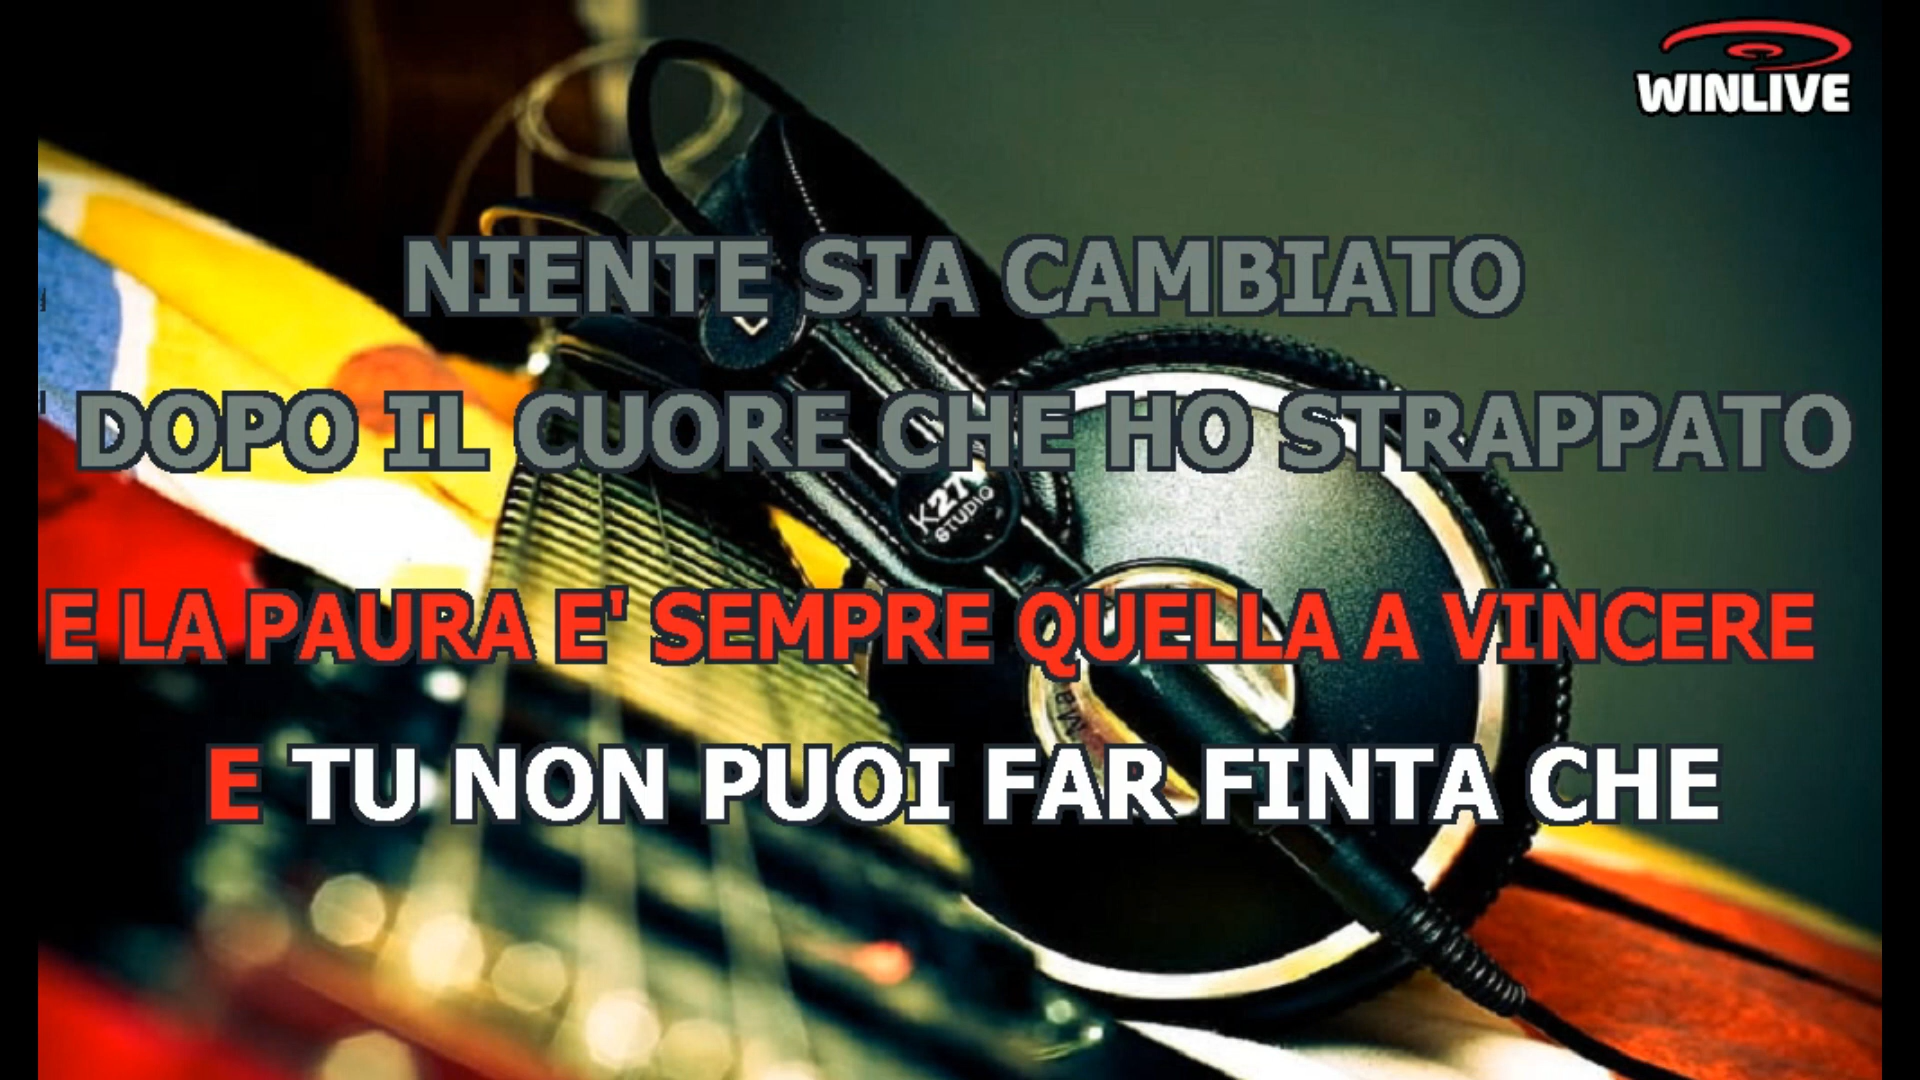 WINLIVE
NIENTE SIA CAMBIATO
DOPO IL CUORE CHE HO STRAPPATO
K271
STUDIO
E LA PAURA E' SEMPRE QUELLA A VINCERE
E TU NON PUOI FAR FINTA CHE